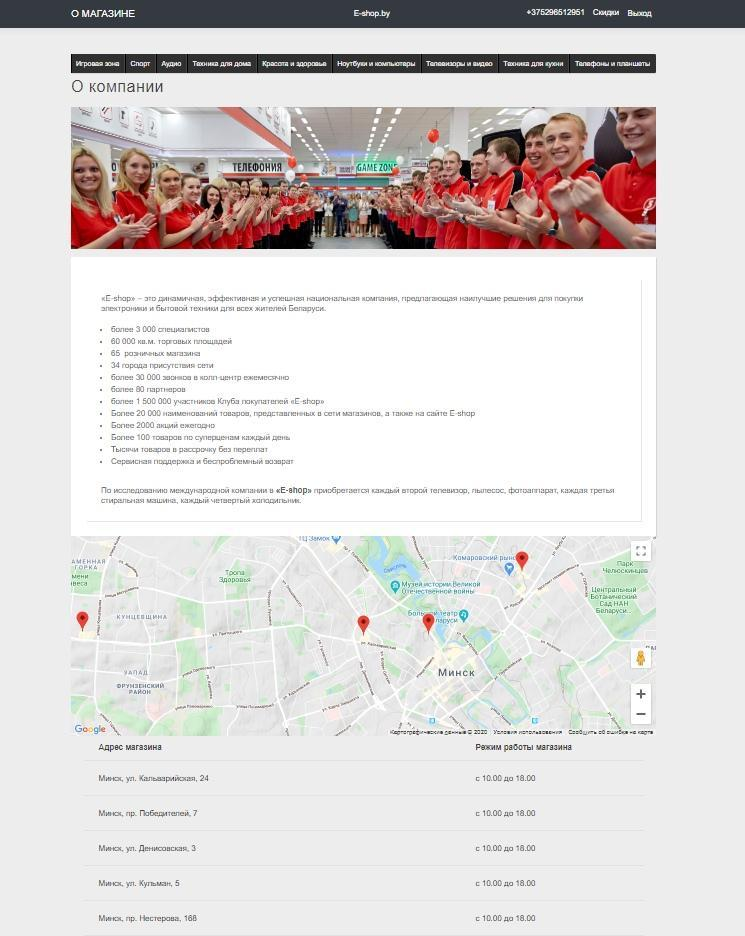 О МАГАЗИНЕ E-shop.by +375296512951 Скидки Выход
Игровая зона Спорт Аудио Техника для дома Красота и здоровье Ноутбуки и компьютеры Телевизоры и видео Техника для кухни Телефоны и планшеты
О компании
ТЕЛЕФОНИЯ GAME ZONE
«E-shop» – это динамичная, эффективная и успешная национальная компания, предлагающая наилучшие решения для покупки
электроники и бытовой техники для всех жителей Беларуси.
• более 3 000 специалистов
• 60 000 кв.м. торговых площадей
• 65 розничных магазина
• 34 города присутствия сети
• более 30 000 звонков в колл-центр ежемесячно
• более 80 партнеров
• более 1 500 000 участников Клуба покупателей «E-shop»
• Более 20 000 наименований товаров, представленных в сети магазинов, а также на сайте E-shop
• Более 2000 акций ежегодно
• Более 100 товаров по суперценам каждый день
• Тысячи товаров в рассрочку без переплат
• Сервисная поддержка и беспроблемный возврат
По исследованию международной компании в «E-shop» приобретается каждый второй телевизор, пылесос, фотоаппарат, каждая третья
стиральная машина, каждый четвертый холодильник.
ТЦ Замок
Комаровский рынок
АМЕННАЯ
ГОРКА
Парк
Челюскинцев
Тропа
Здоровья
Музей истории Великой
Отечественной войны
Центральный
Ботанический
Сад НАН
Беларуси..
КУНЦЕВЩИНА
Большой театр
Беларуси
ЗАПАД
Минск
ФРУНЗЕНСКИЙ
РАЙОН
+
−
Google Картографические данные © 2020 Условия использования Сообщить об ошибке на карте
Адрес магазина Режим работы магазина
Минск, ул. Кальварийская, 24 с 10.00 до 18.00
Минск, пр. Победителей, 7 с 10.00 до 18.00
Минск, ул. Денисовская, 3 с 10.00 до 18.00
Минск, ул. Кульман, 5 с 10.00 до 18.00
Минск, пр. Нестерова, 168 с 10.00 до 18.00